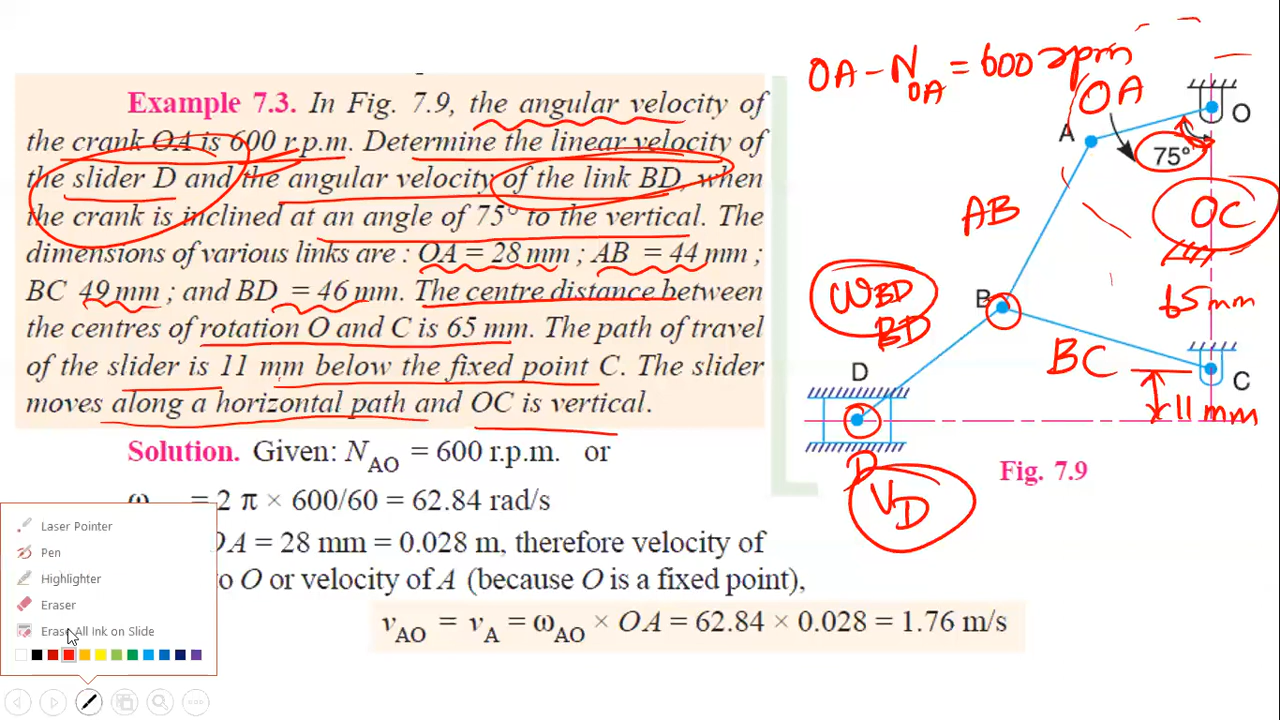 Example 7.3. In Fig. 7.9, the angular velocity of
the crank OA is 600 r.p.m. Determine the linear velocity of
the slider D and the angular velocity of the link BD, when
the crank is inclined at an angle of 75° to the vertical. The
dimensions of various links are : OA = 28 mm ; AB = 44 mm ;
BC 49 mm ; and BD = 46 mm. The centre distance between
the centres of rotation O and C is 65 mm. The path of travel
of the slider is 11 mm below the fixed point C. The slider
moves along a horizontal path and OC is vertical.
Solution. Given: NAO = 600 r.p.m. or
= 2 π × 600/60 = 62.84 rad/s
OA = 28 mm = 0.028 m, therefore velocity of
to O or velocity of A (because O is a fixed point),
vAO = vA = ωAO × OA = 62.84 × 0.028 = 1.76 m/s
OA - NOA = 600 rpm
OA
O
A
75°
OC
AB
65 mm
B
ωBD
BD
BC
D
C
11 mm
D
VD
Fig. 7.9
Laser Pointer
Pen
Highlighter
Eraser
Erase All Ink on Slide